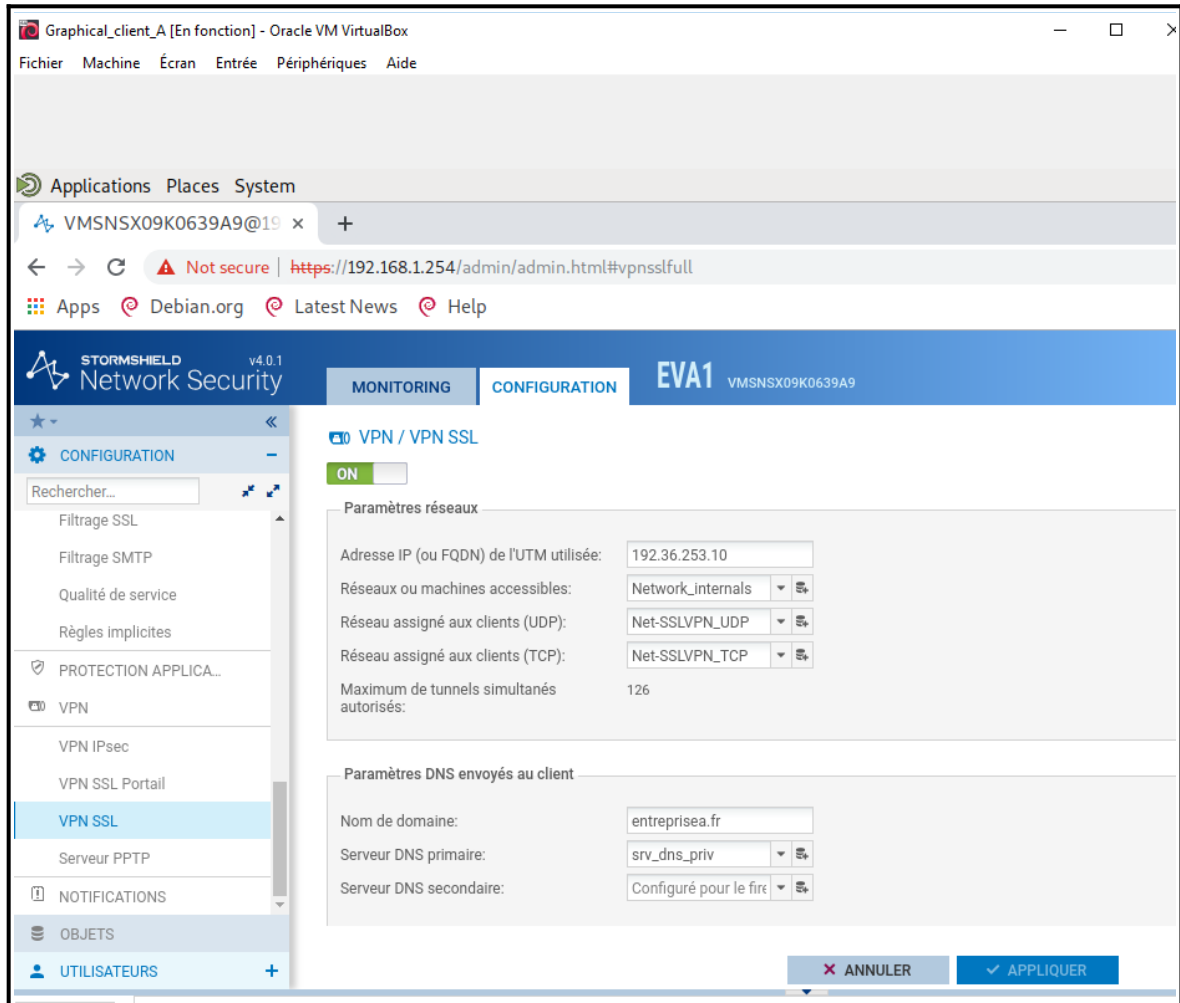 Graphical_client_A [En fonction] - Oracle VM VirtualBox
Fichier Machine Écran Entrée Périphériques Aide
Applications Places System
VMSNSX09K0639A9@19
Not secure | https://192.168.1.254/admin/admin.html#vpnsslfull
Apps Debian.org Latest News Help
STORMSHIELD v4.0.1
Network Security
MONITORING CONFIGURATION EVA1 VMSNSX09K0639A9
CONFIGURATION
Rechercher...
Filtrage SSL
Filtrage SMTP
Qualité de service
Règles implicites
PROTECTION APPLICA...
VPN
VPN IPsec
VPN SSL Portail
VPN SSL
Serveur PPTP
NOTIFICATIONS
OBJETS
UTILISATEURS
VPN / VPN SSL
ON
Paramètres réseaux
Adresse IP (ou FQDN) de l'UTM utilisée: 192.36.253.10
Réseaux ou machines accessibles: Network_internals
Réseau assigné aux clients (UDP): Net-SSLVPN_UDP
Réseau assigné aux clients (TCP): Net-SSLVPN_TCP
Maximum de tunnels simultanés 126
autorisés:
Paramètres DNS envoyés au client
Nom de domaine: entreprisea.fr
Serveur DNS primaire: srv_dns_priv
Serveur DNS secondaire: Configuré pour le fire
ANNULER APPLIQUER